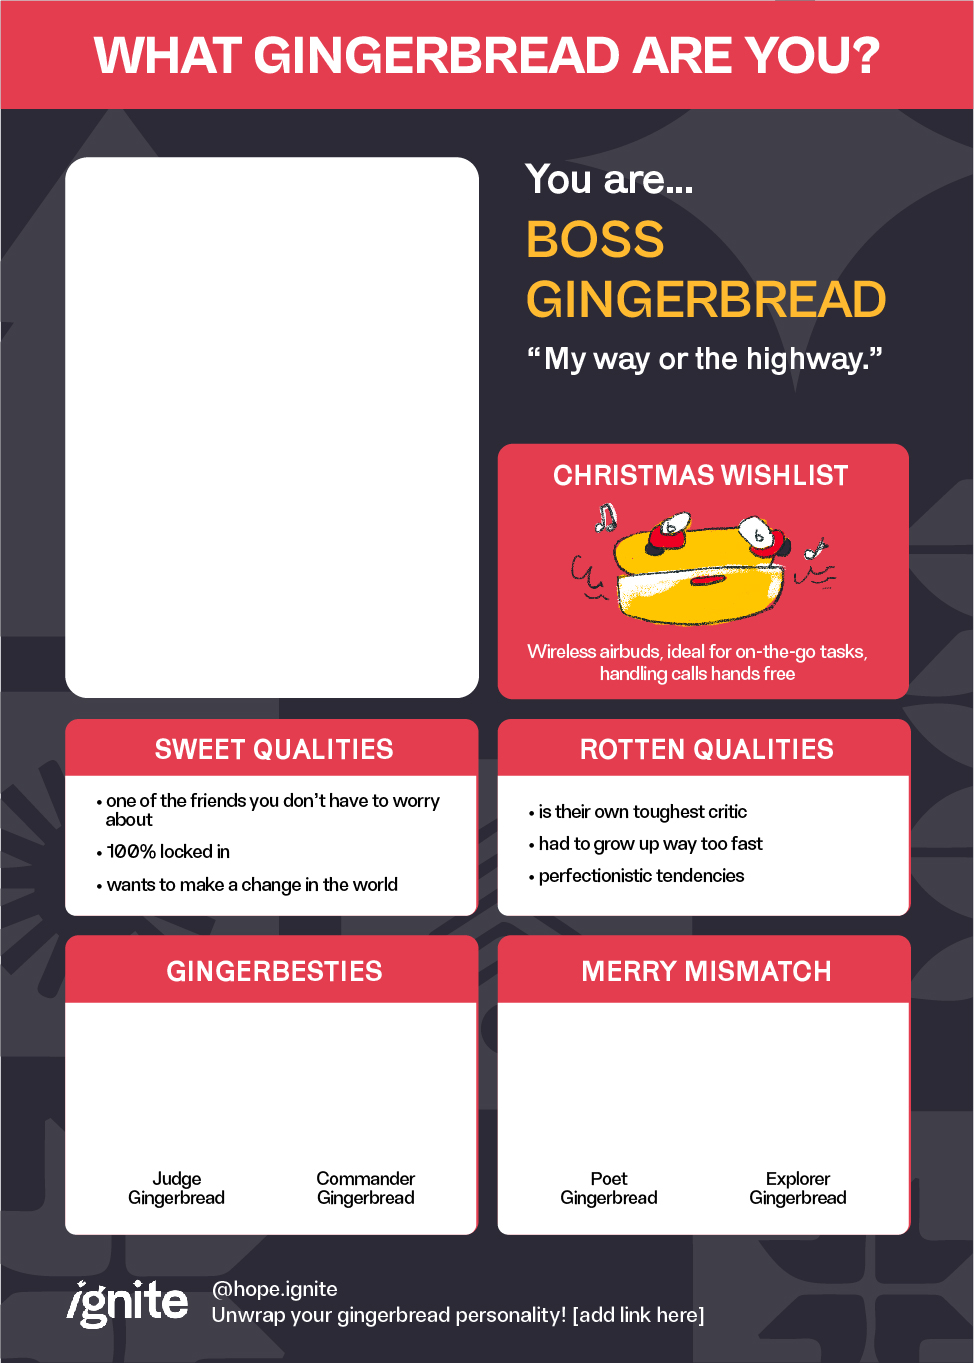 WHAT GINGERBREAD ARE YOU?
You are...
BOSS
GINGERBREAD
“My way or the highway.”
CHRISTMAS WISHLIST
b
b
Wireless airbuds, ideal for on-the-go tasks,
handling calls hands free
SWEET QUALITIES
• one of the friends you don’t have to worry
about
• 100% locked in
• wants to make a change in the world
ROTTEN QUALITIES
• is their own toughest critic
• had to grow up way too fast
• perfectionistic tendencies
GINGERBESTIES
Judge
Gingerbread
Commander
Gingerbread
MERRY MISMATCH
Poet
Gingerbread
Explorer
Gingerbread
ignite
@hope.ignite
Unwrap your gingerbread personality! [add link here]